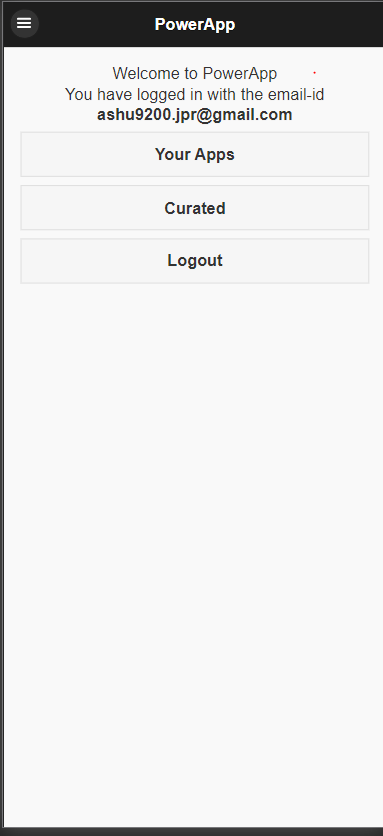 PowerApp
Welcome to PowerApp
You have logged in with the email-id
ashu9200.jpr@gmail.com
Your Apps
Curated
Logout